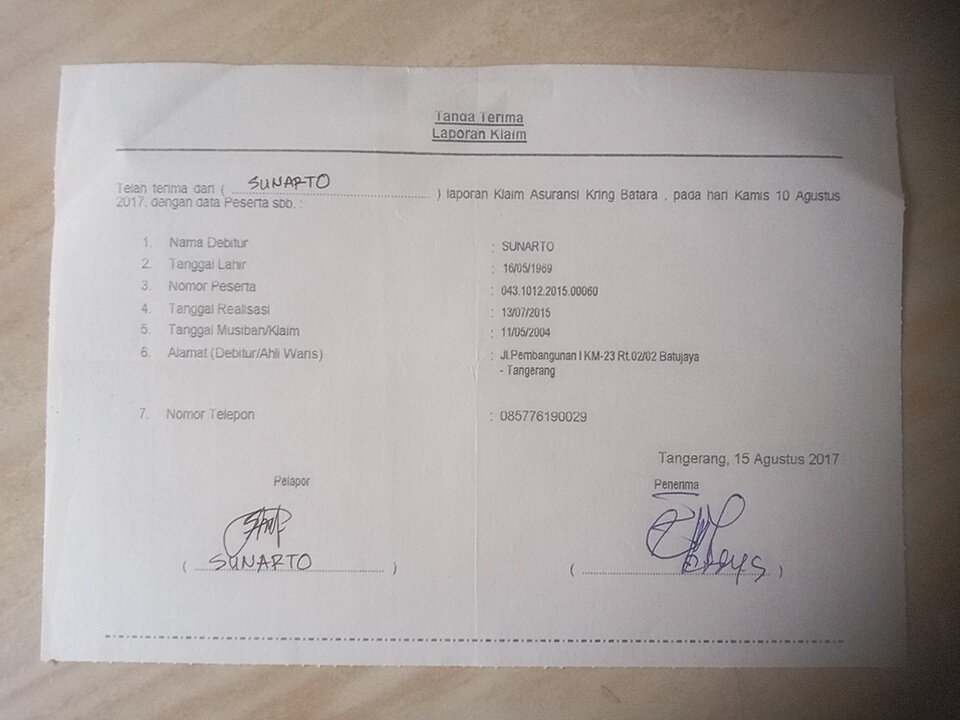 Tanda Terima
Laporan Klaim
Telah terima dari ( SUNARTO ) laporan Klaim Asuransi Kring Batara , pada hari Kamis 10 Agustus
2017, dengan data Peserta sbb. :
1. Nama Debitur : SUNARTO
2. Tanggal Lahir : 16/05/1969
3. Nomor Peserta : 043.1012.2015.00060
4. Tanggal Realisasi : 13/07/2015
5. Tanggal Musibah/Klaim : 11/05/2004
6. Alamat (Debitur/Ahli Waris) : Jl.Pembangunan I KM-23 Rt.02/02 Batujaya
- Tangerang
7. Nomor Telepon : 085776190029
Tangerang, 15 Agustus 2017
Pelapor Penerima
( SUNARTO ) ( )